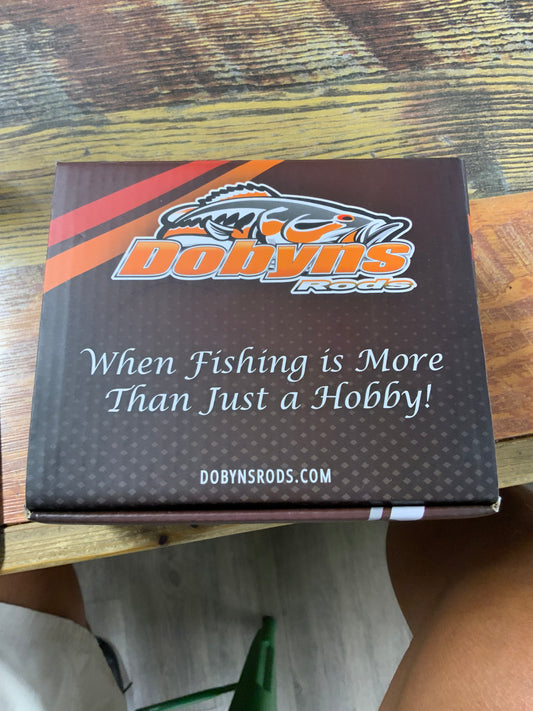 Dobyns
Rods
When Fishing is More
Than Just a Hobby!
DOBYNSRODS.COM